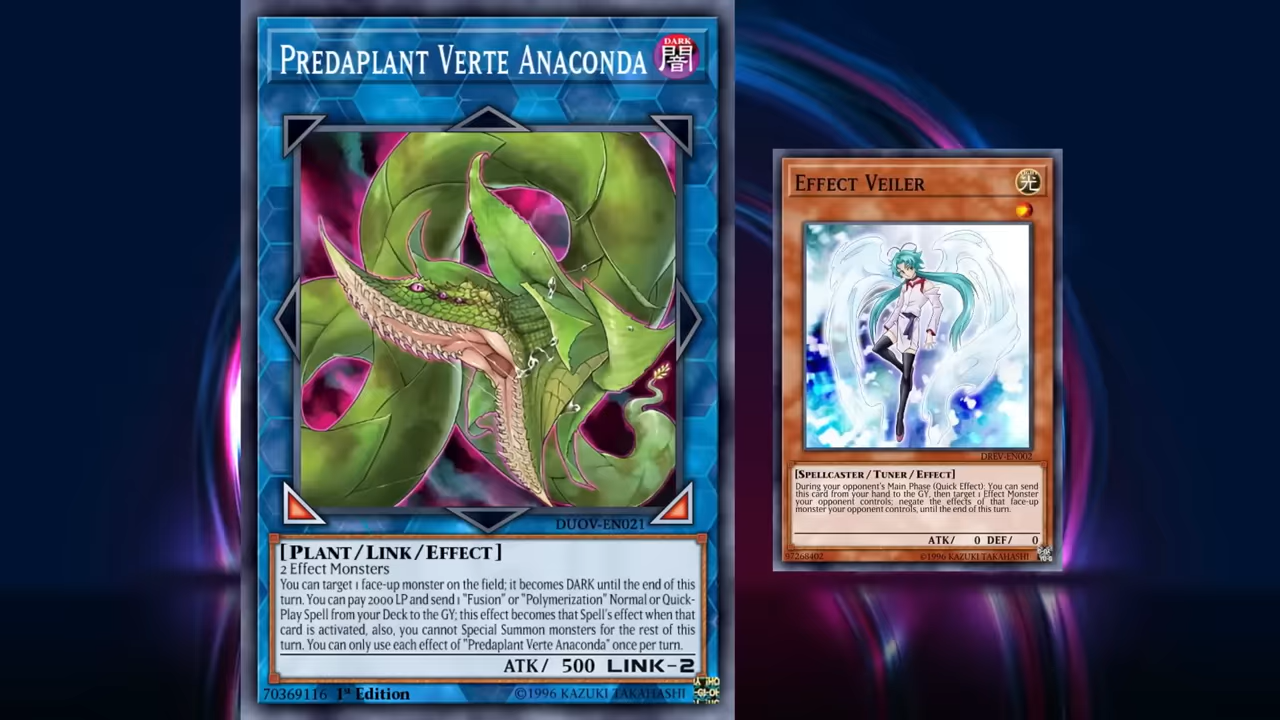 PREDAPLANT VERTE ANACONDA
DARK
闇
[PLANT/LINK/EFFECT]
2 Effect Monsters
You can target 1 face-up monster on the field; it becomes DARK until the end of this
turn. You can pay 2000 LP and send 1 "Fusion" or "Polymerization" Normal or Quick-
Play Spell from your Deck to the GY; this effect becomes that Spell's effect when that
card is activated, also, you cannot Special Summon monsters for the rest of this
turn. You can only use each effect of "Predaplant Verte Anaconda" once per turn.
DUOV-EN021
ATK/ 500 LINK-2
70369116 1st Edition ©1996 KAZUKI TAKAHASHI
EFFECT VEILER
光
DREV-EN002
[SPELLCASTER/TUNER/EFFECT]
During your opponent's Main Phase (Quick Effect): You can send
this card from your hand to the GY, then target 1 Effect Monster
your opponent controls; negate the effects of that face-up
monster your opponent controls, until the end of this turn.
ATK/ 0 DEF/ 0
97268402 ©1996 KAZUKI TAKAHASHI